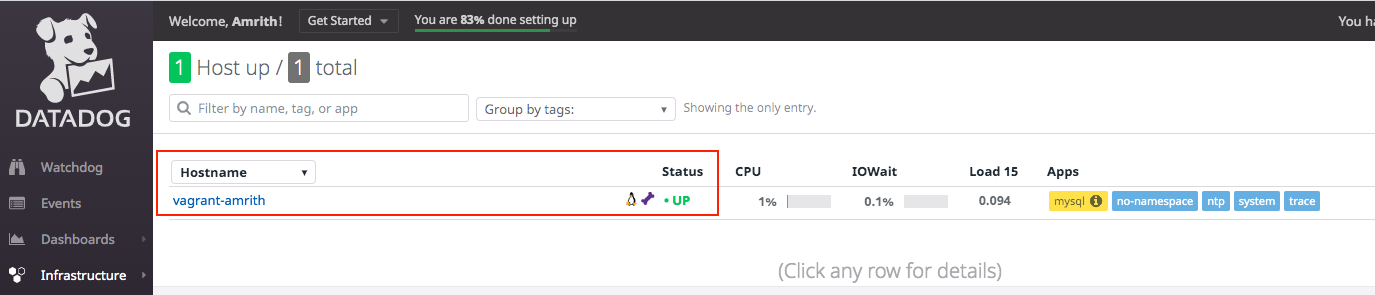 DATADOG
Watchdog
Events
Dashboards
Infrastructure
Welcome, Amrith! Get Started You are 83% done setting up You ha
1 Host up / 1 total
Filter by name, tag, or app Group by tags: Showing the only entry.
Hostname Status CPU IOWait Load 15 Apps
vagrant-amrith • UP 1% 0.1% 0.094 mysql no-namespace ntp system trace
(Click any row for details)